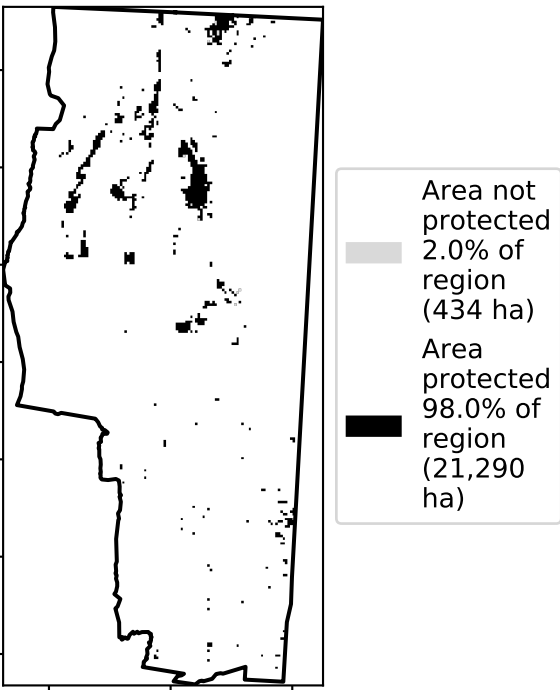 Area not
protected
2.0% of
region
(434 ha)
Area
protected
98.0% of
region
(21,290
ha)